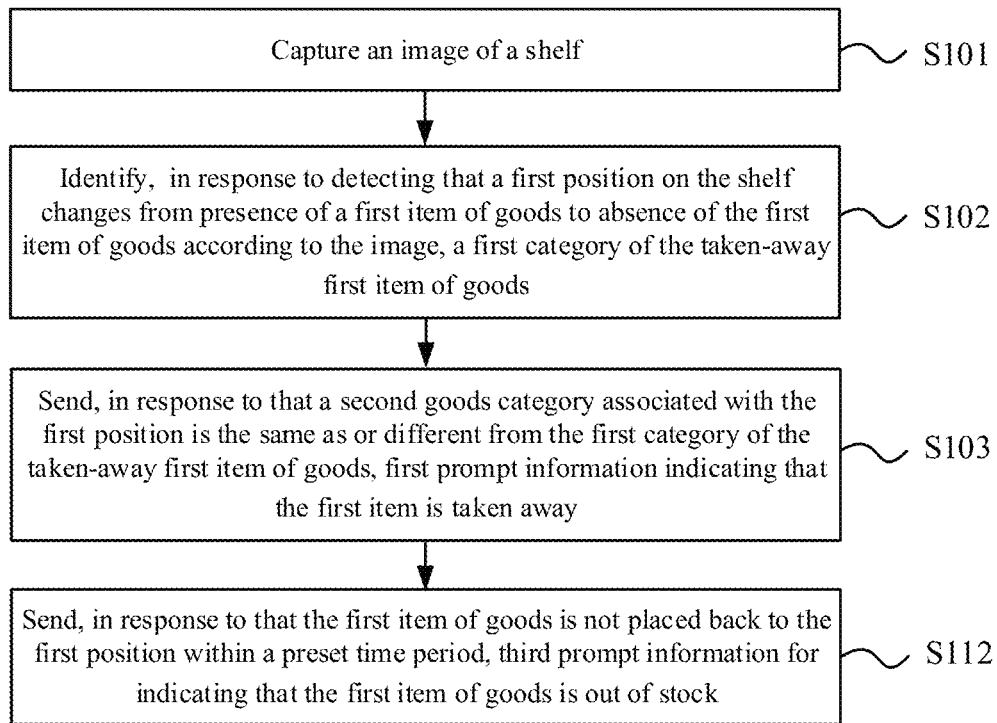 Capture an image of a shelf
S101
Identify, in response to detecting that a first position on the shelf
changes from presence of a first item of goods to absence of the first
item of goods according to the image, a first category of the taken-away
first item of goods
S102
Send, in response to that a second goods category associated with the
first position is the same as or different from the first category of the
taken-away first item of goods, first prompt information indicating that
the first item is taken away
S103
Send, in response to that the first item of goods is not placed back to the
first position within a preset time period, third prompt information for
indicating that the first item of goods is out of stock
S112